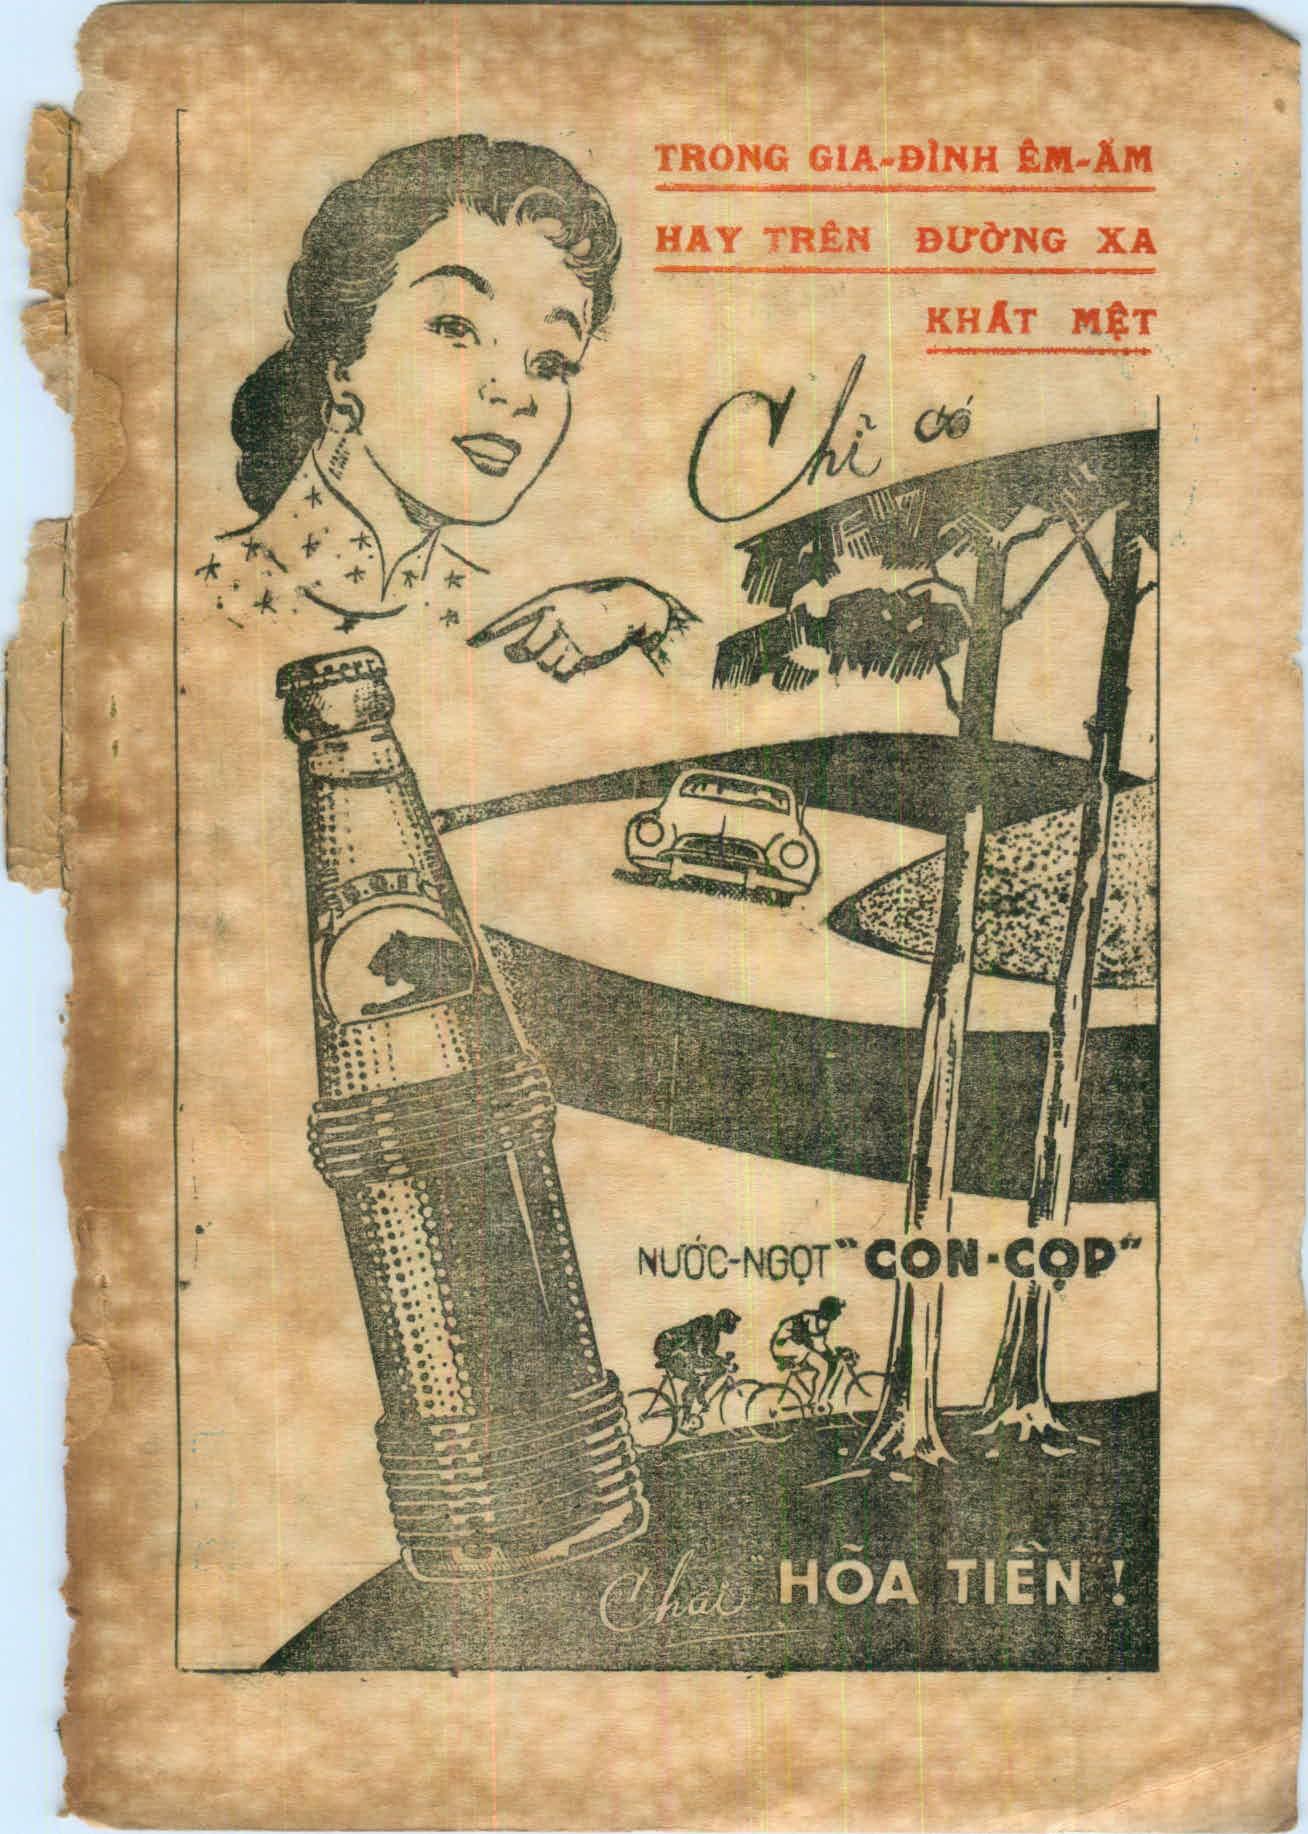 TRONG GIA-ĐÌNH ÊM-ẤM
HAY TRÊN ĐƯỜNG XA
KHÁT MỆT
Chĩ có
B.G.I
NƯỚC-NGỌT "CON-CỌP"
Chai "HỎA TIỄN"!